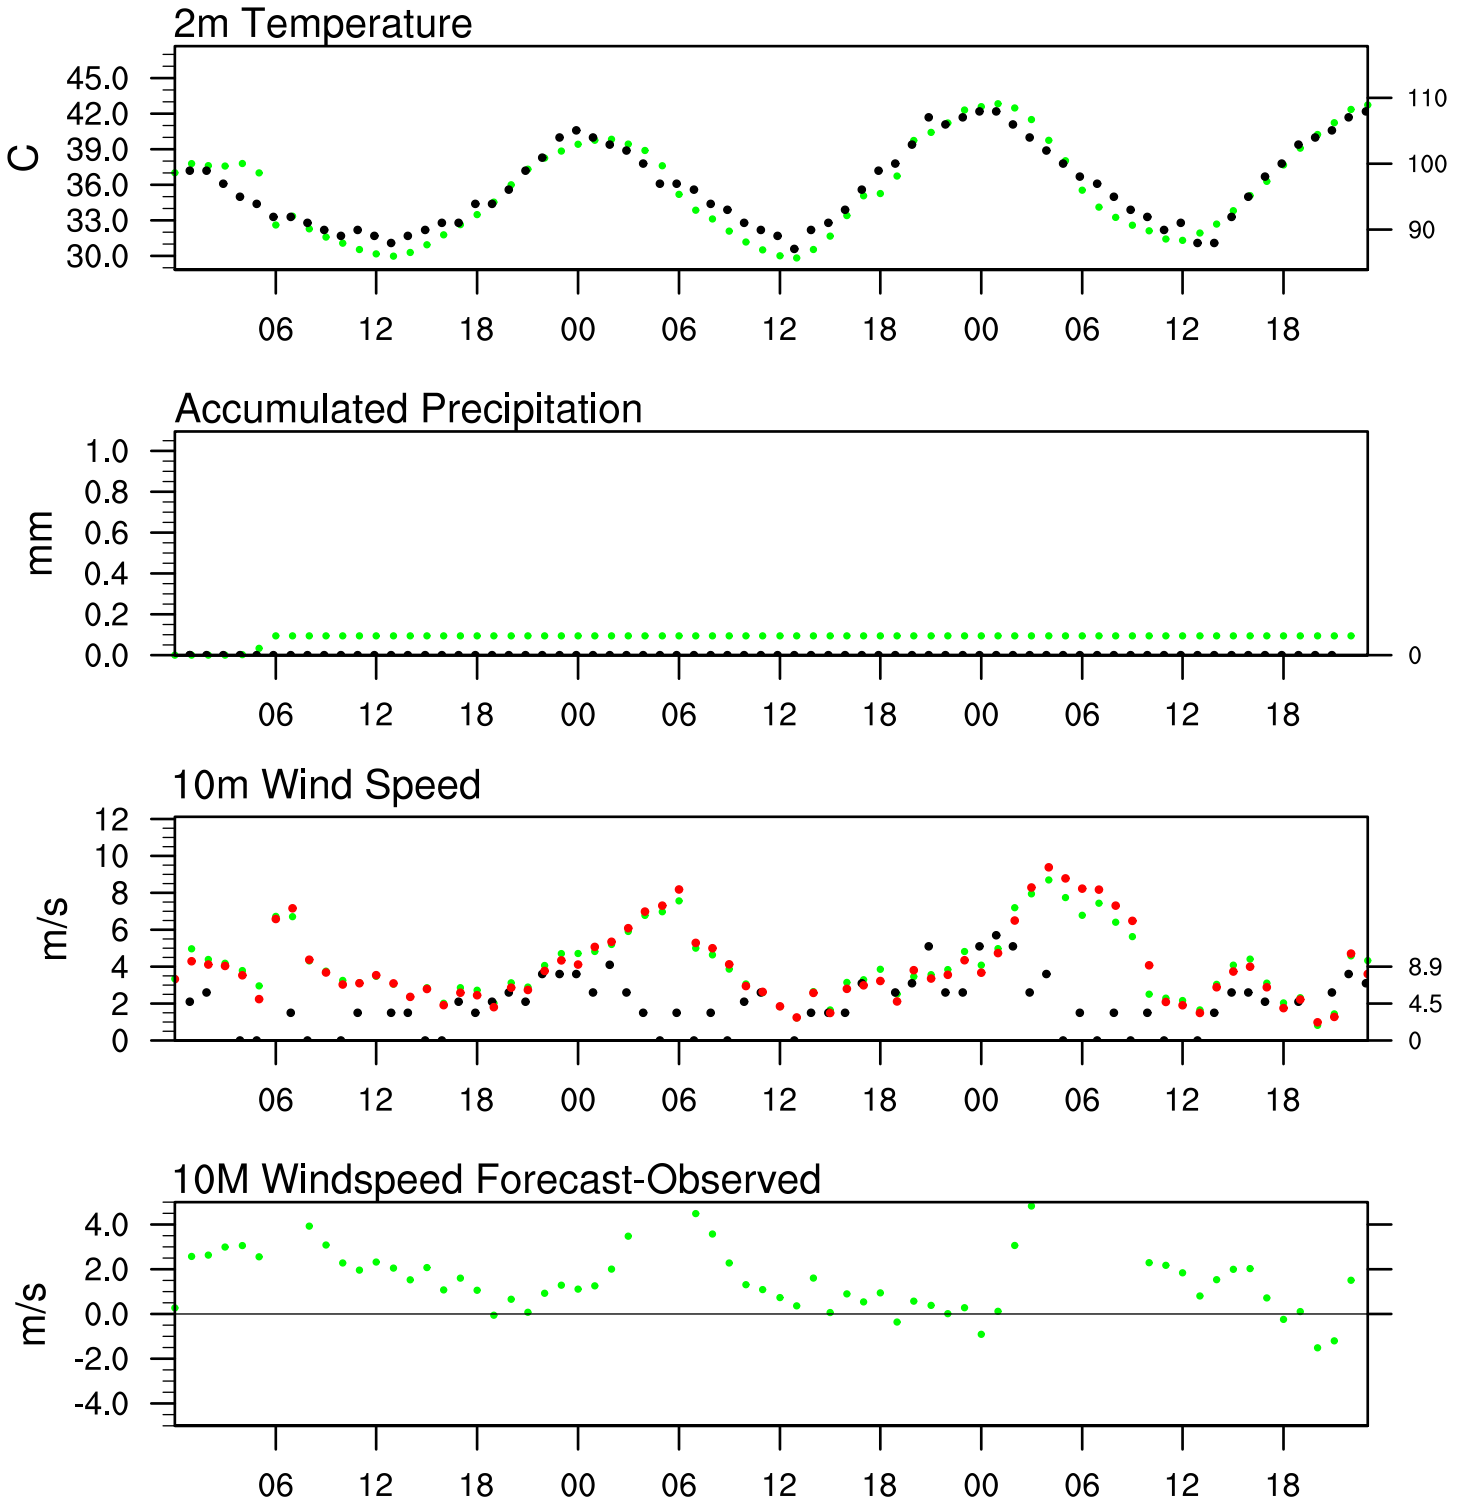 2m Temperature
45.0
42.0
39.0
36.0
33.0
30.0
C
110
100
90
06 12 18 00 06 12 18 00 06 12 18
Accumulated Precipitation
1.0
0.8
0.6
0.4
0.2
0.0
mm
0
06 12 18 00 06 12 18 00 06 12 18
10m Wind Speed
12
10
8
6
4
2
0
m/s
8.9
4.5
0
06 12 18 00 06 12 18 00 06 12 18
10M Windspeed Forecast-Observed
4.0
2.0
0.0
-2.0
-4.0
m/s
06 12 18 00 06 12 18 00 06 12 18